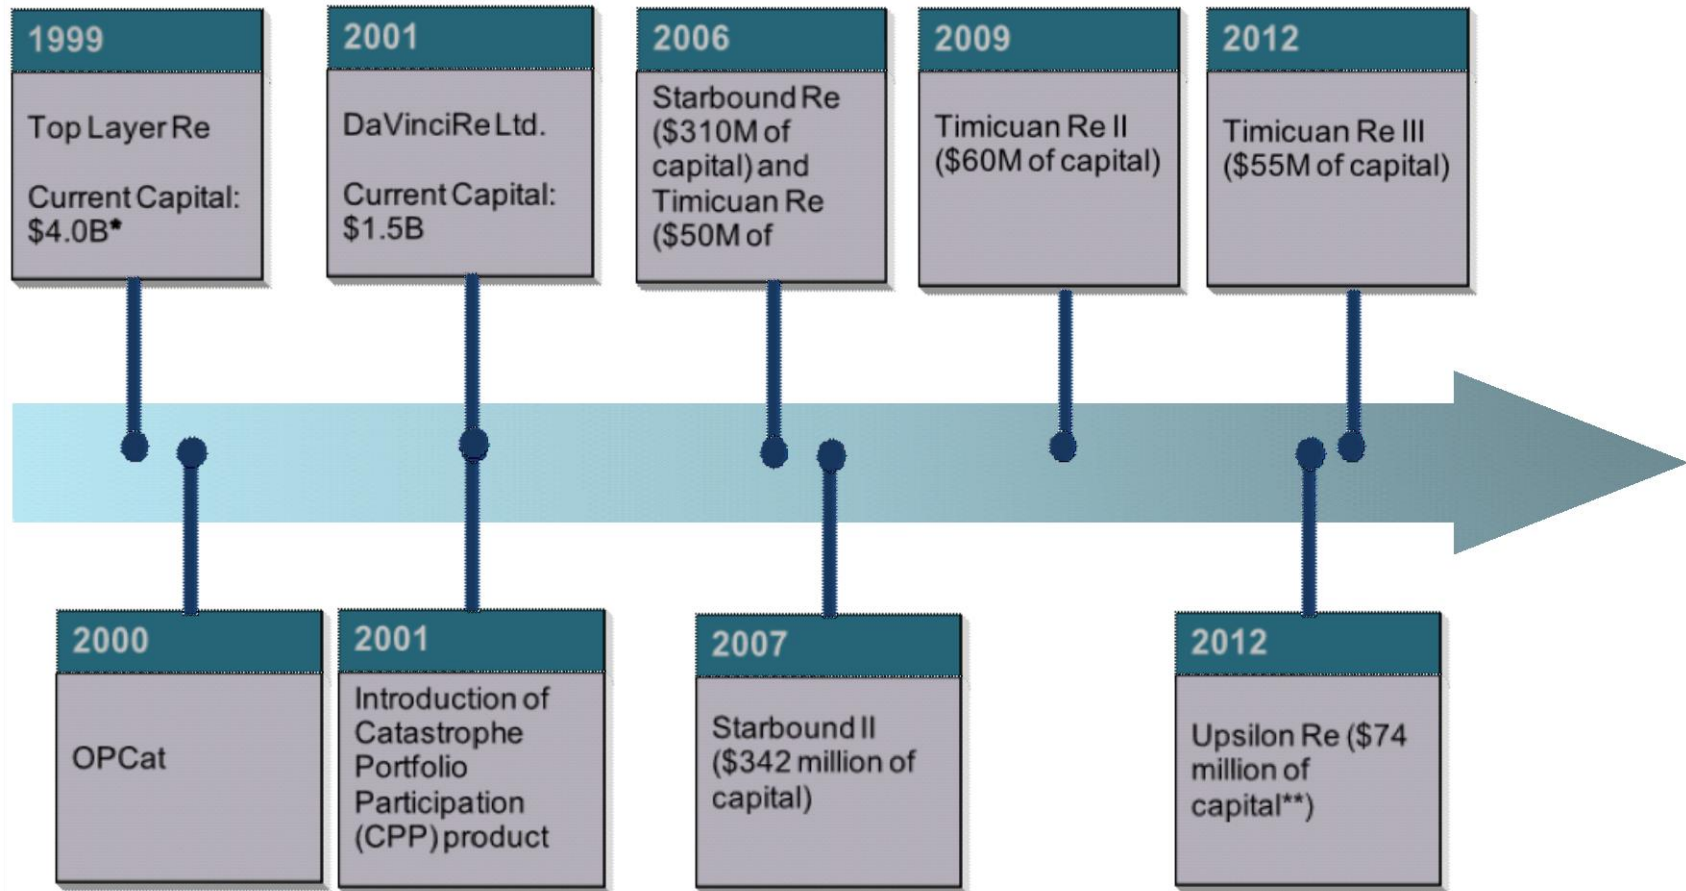 1999
Top Layer Re
Current Capital:
$4.0B*
2001
DaVinciRe Ltd.
Current Capital:
$1.5B
2006
Starbound Re
($310M of
capital) and
Timicuan Re
($50M of
2009
Timicuan Re II
($60M of capital)
2012
Timicuan Re III
($55M of capital)
2000
OPCat
2001
Introduction of
Catastrophe
Portfolio
Participation
(CPP) product
2007
Starbound II
($342 million of
capital)
2012
Upsilon Re ($74
million of
capital**)